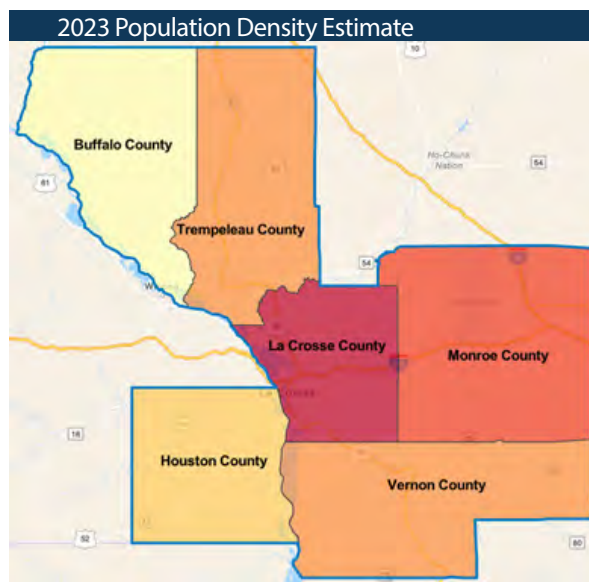 2023 Population Density Estimate
10
Buffalo County
Ho-Chunk
Nation
54
61
Trempeleau County
54
La Crosse County
Monroe County
16
Houston County
Vernon County
52
80